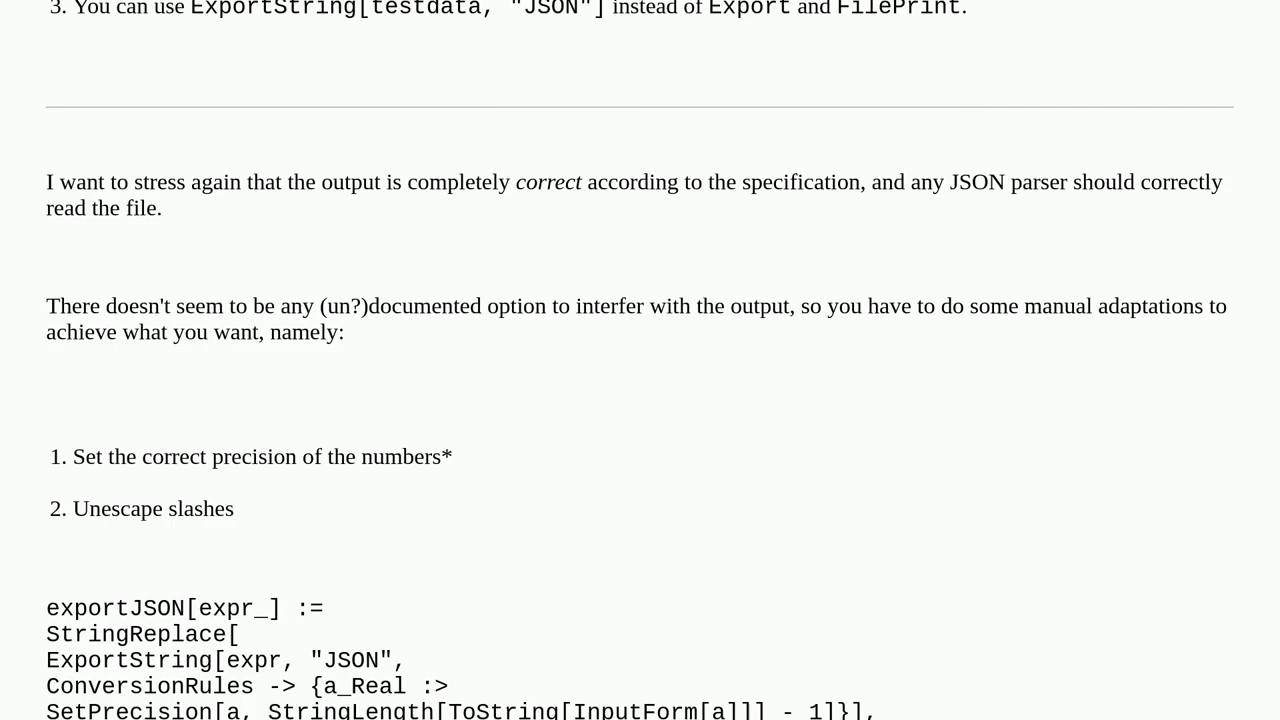 3. You can use ExportString[testdata, "JSON"] instead of Export and FilePrint.
I want to stress again that the output is completely correct according to the specification, and any JSON parser should correctly
read the file.
There doesn't seem to be any (un?)documented option to interfer with the output, so you have to do some manual adaptations to
achieve what you want, namely:
1. Set the correct precision of the numbers*
2. Unescape slashes
exportJSON[expr_] :=
StringReplace[
ExportString[expr, "JSON",
ConversionRules -> {a_Real :>
SetPrecision[a, StringLength[ToString[InputForm[a]]] - 1]}],